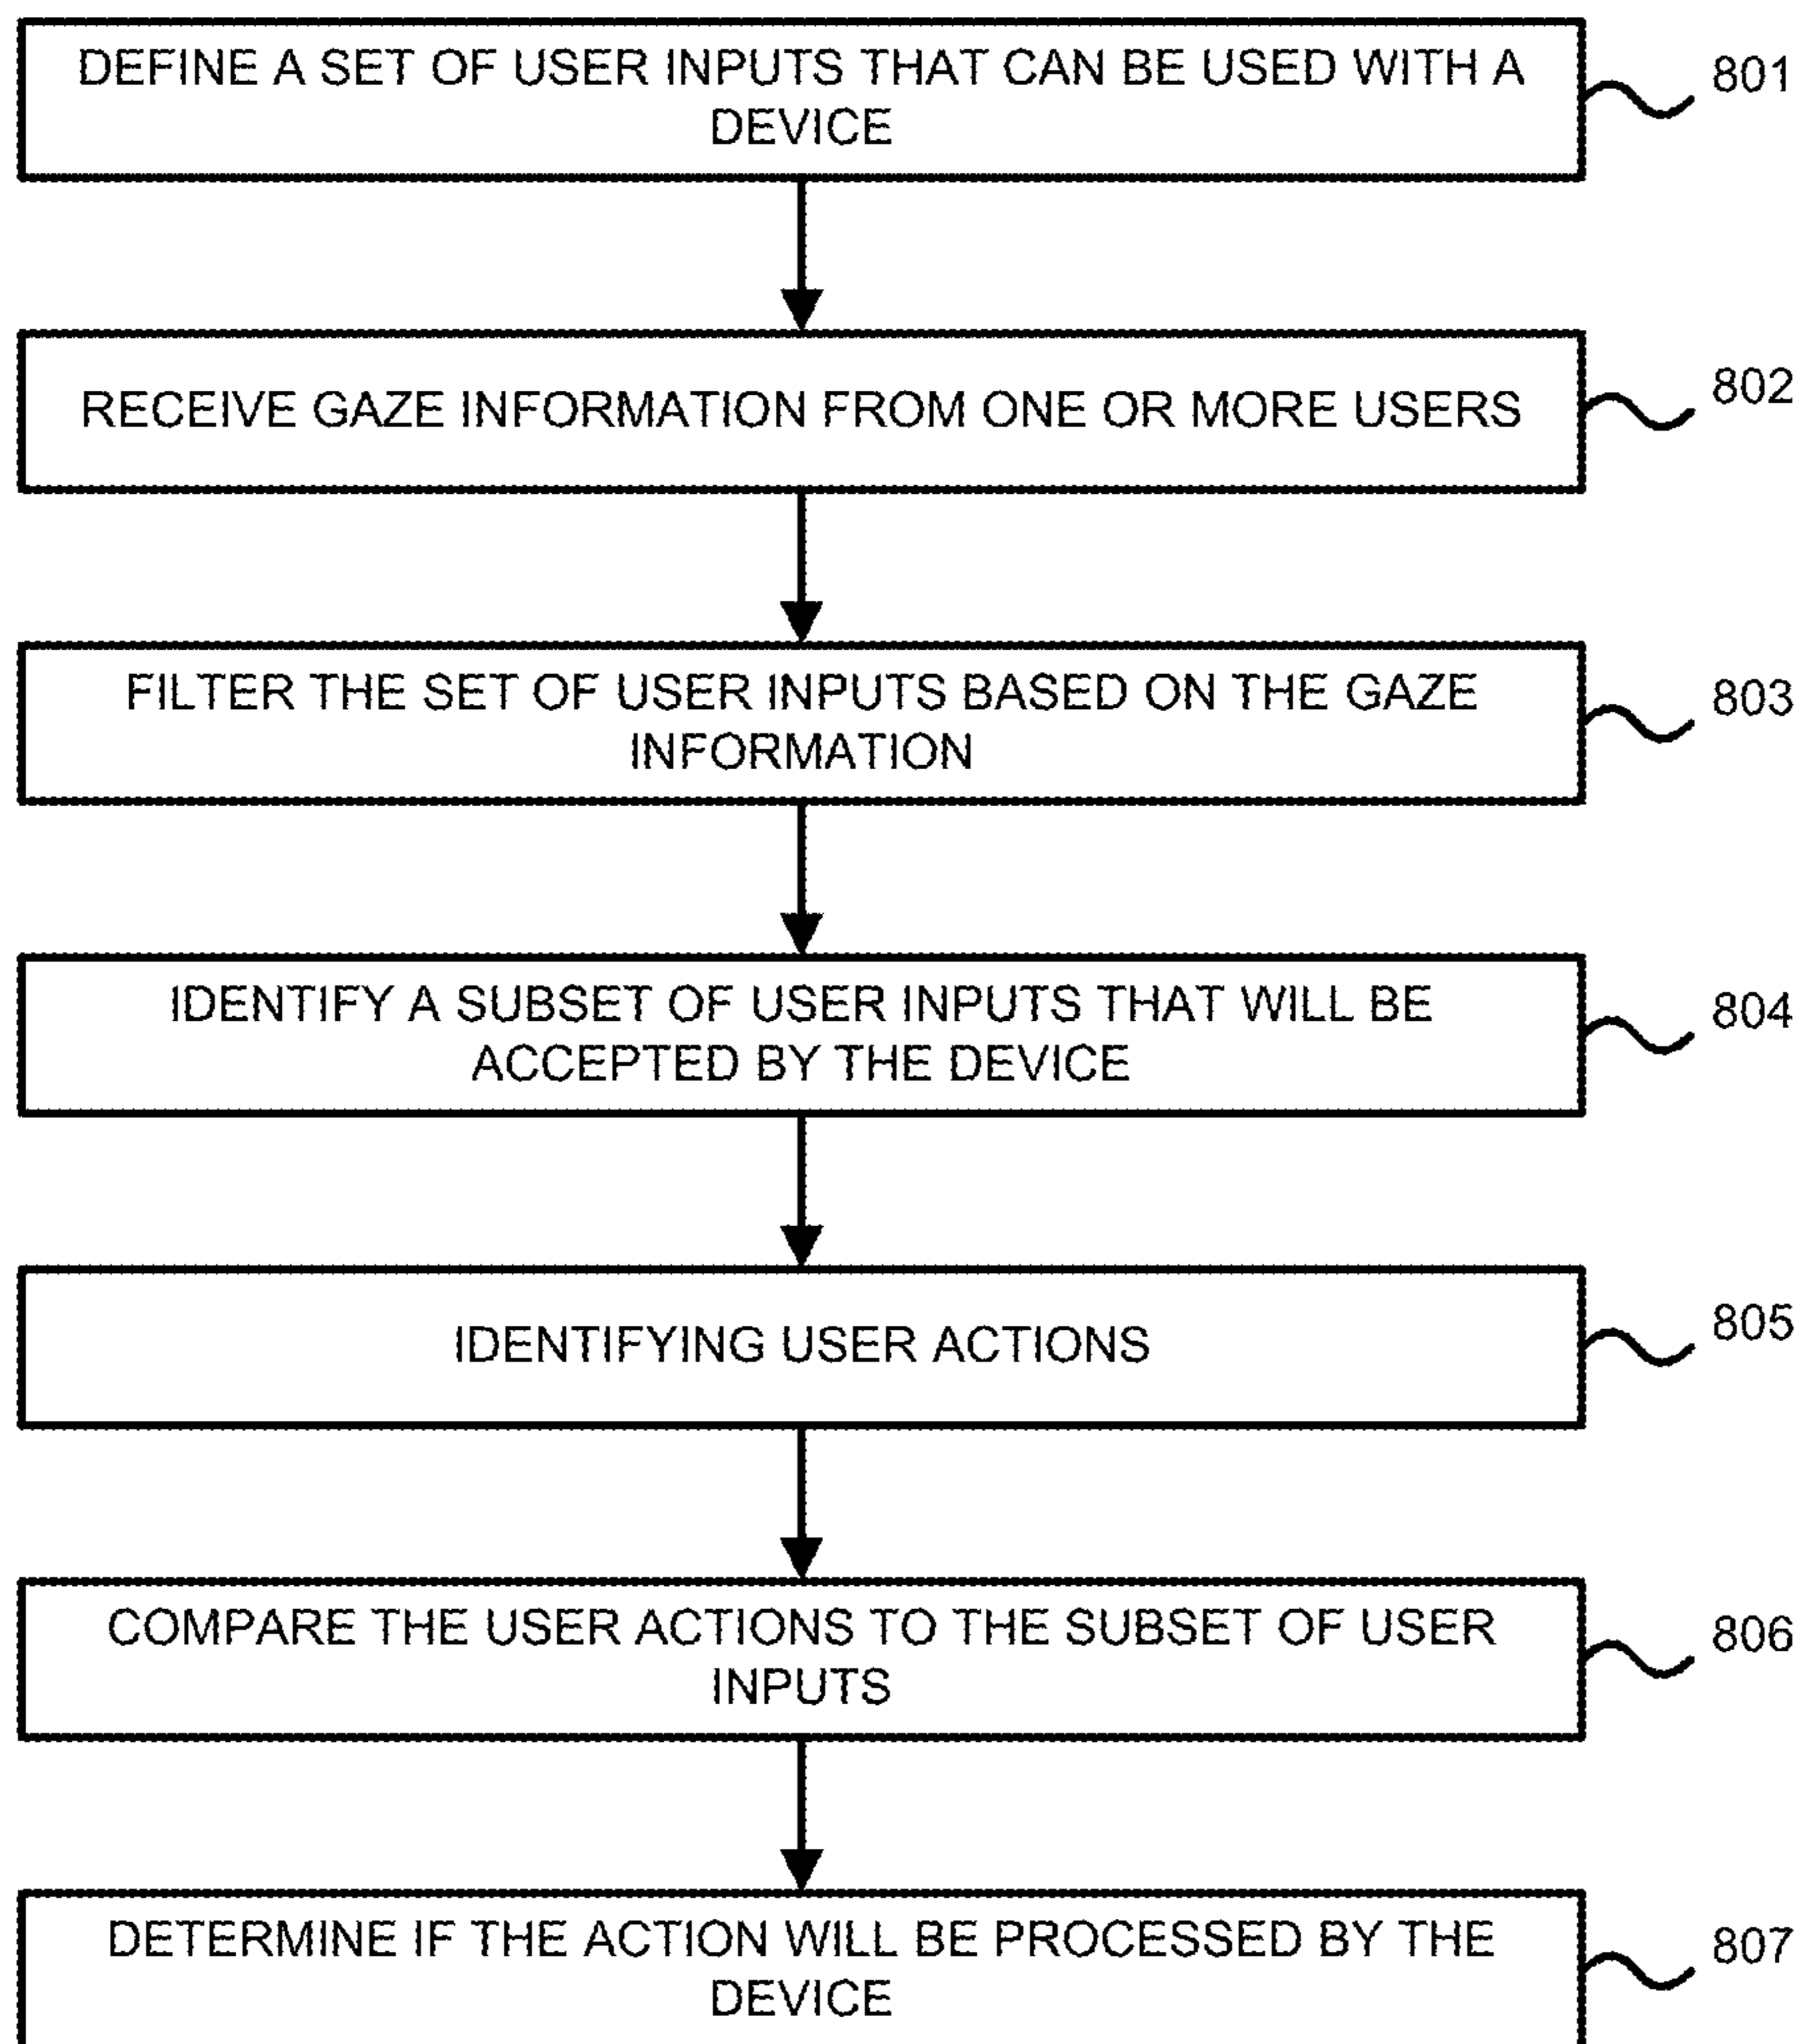 DEFINE A SET OF USER INPUTS THAT CAN BE USED WITH A
DEVICE
801
RECEIVE GAZE INFORMATION FROM ONE OR MORE USERS
802
FILTER THE SET OF USER INPUTS BASED ON THE GAZE
INFORMATION
803
IDENTIFY A SUBSET OF USER INPUTS THAT WILL BE
ACCEPTED BY THE DEVICE
804
IDENTIFYING USER ACTIONS
805
COMPARE THE USER ACTIONS TO THE SUBSET OF USER
INPUTS
806
DETERMINE IF THE ACTION WILL BE PROCESSED BY THE
DEVICE
807